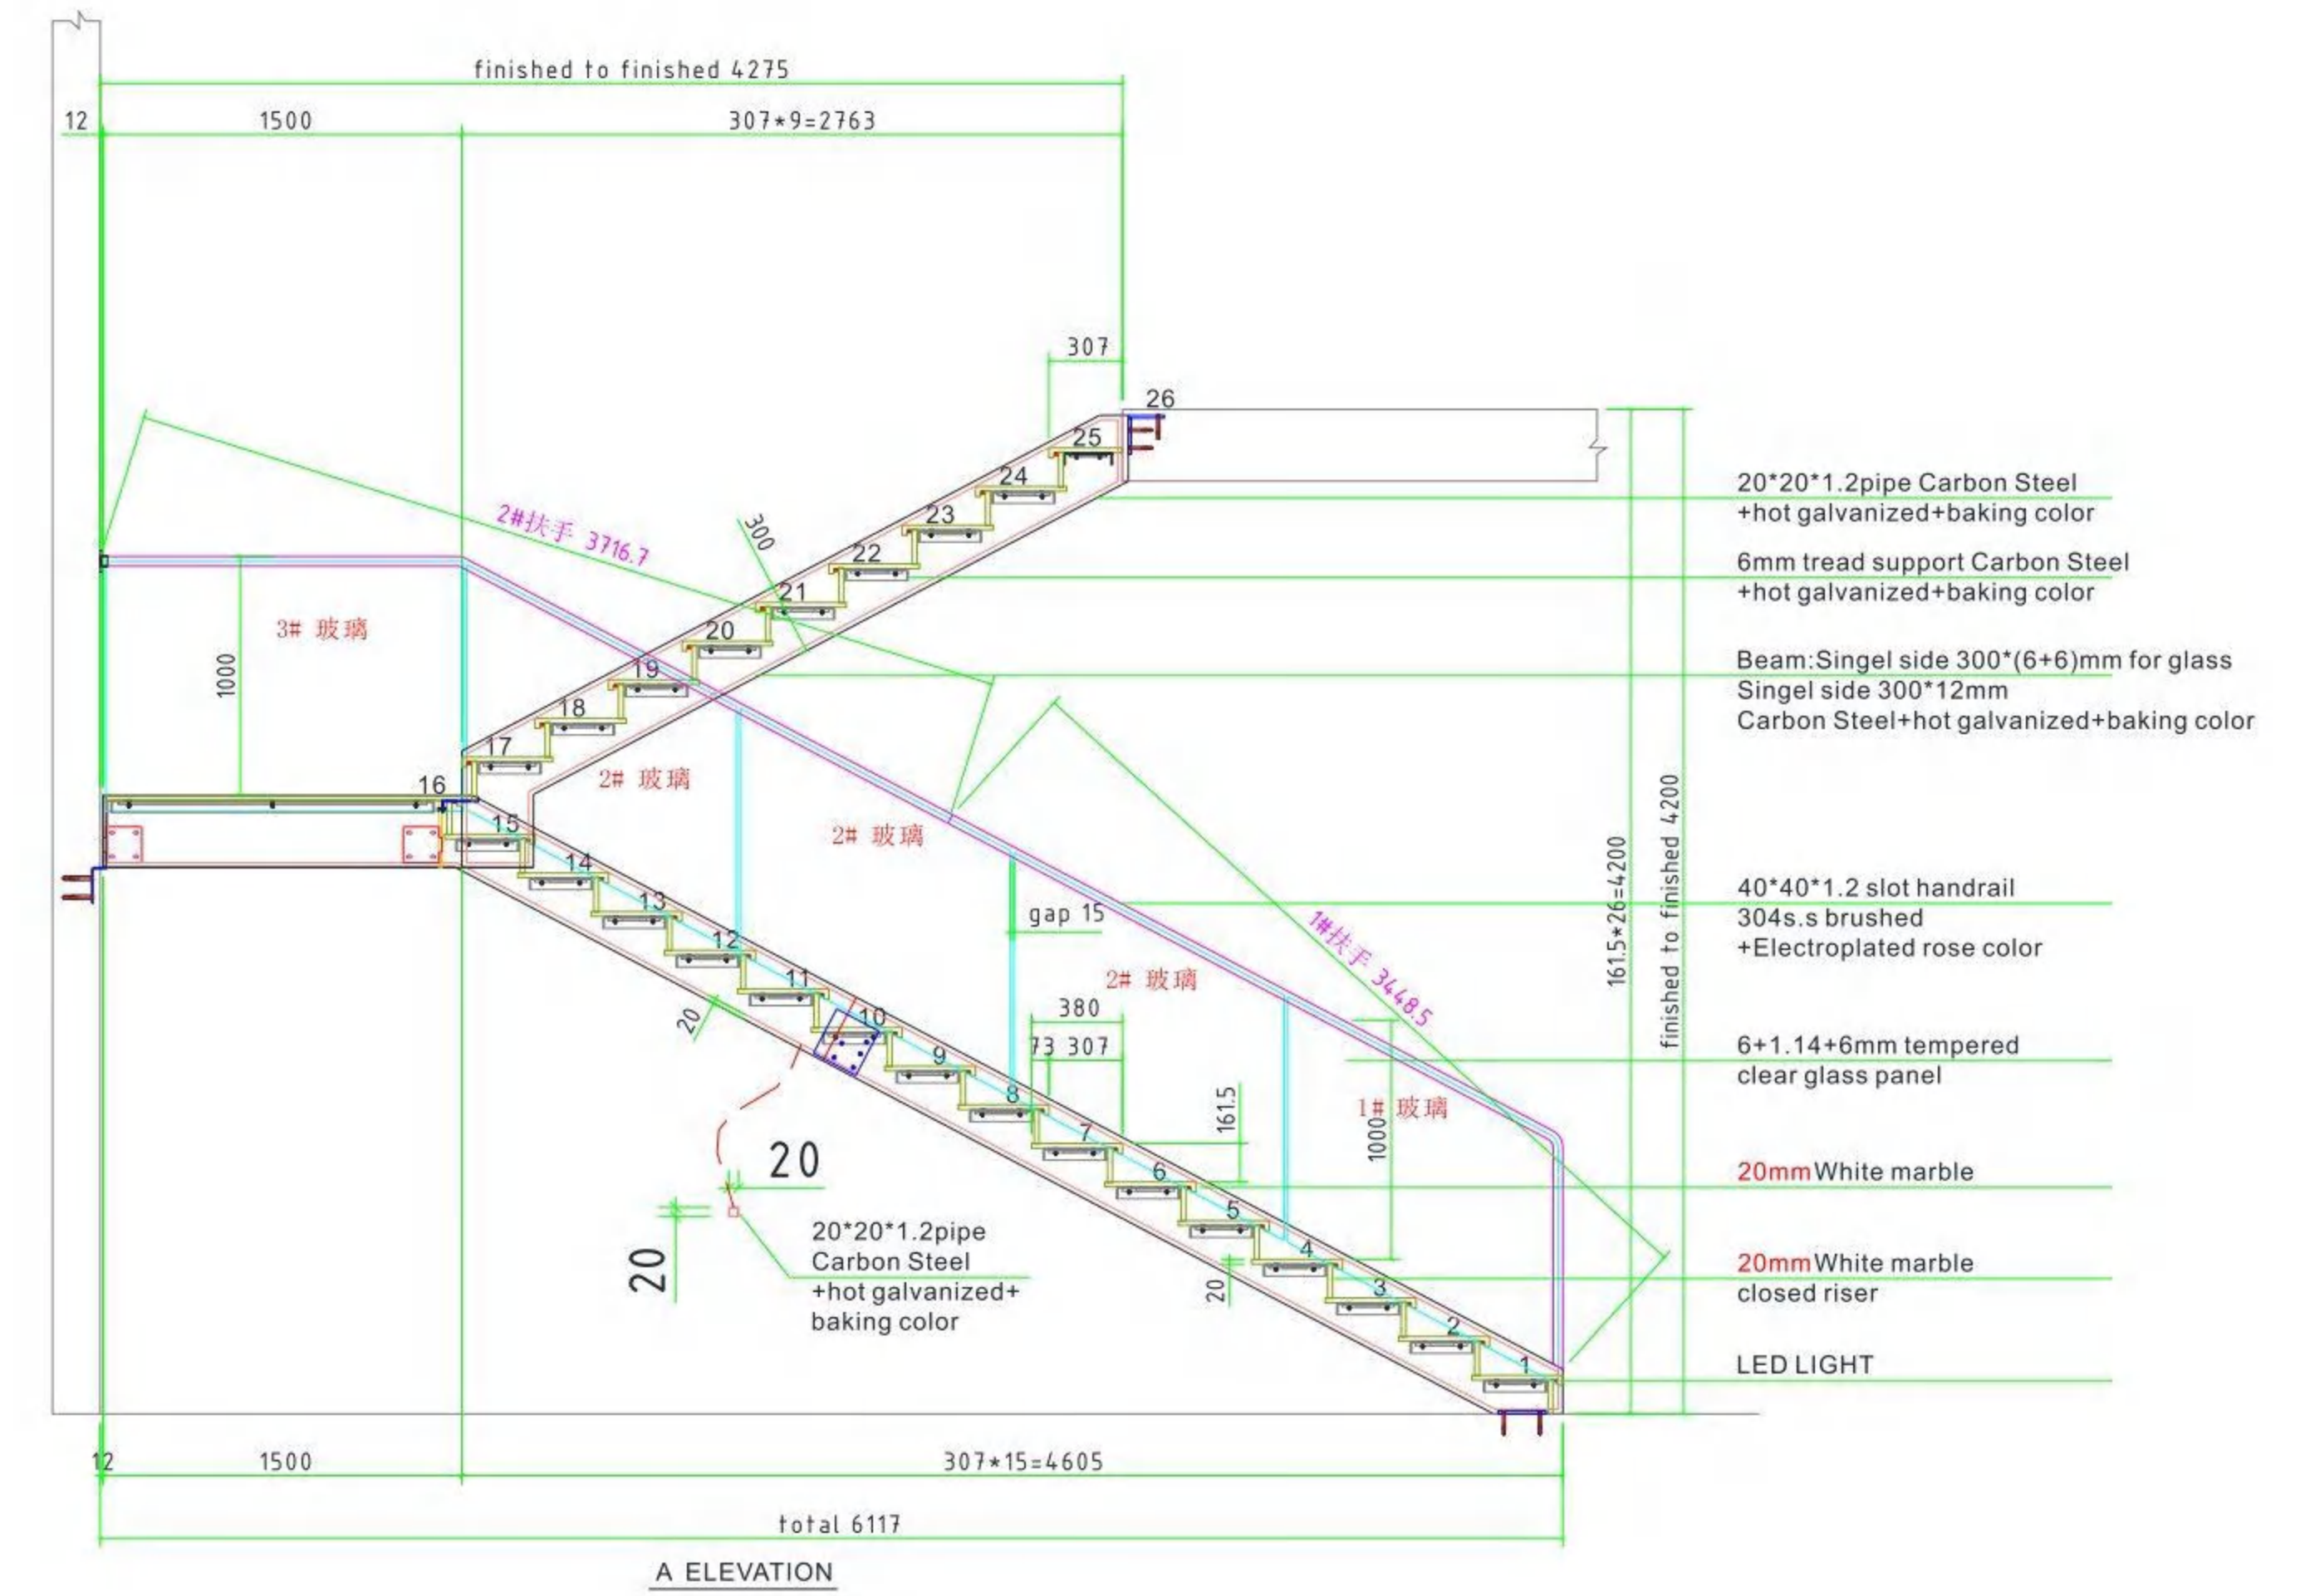 finished to finished 4275
12
1500
307*9=2763
307
26
25
24
23
22
21
20
19
18
17
16
15
14
13
12
11
10
9
8
7
6
5
4
3
2
1
2#扶手 3716.7
300
3# 玻璃
1000
2# 玻璃
2# 玻璃
gap 15
2# 玻璃
1#扶手 3448.5
380
73 307
161.5
1000
1# 玻璃
20
20
20
20
20*20*1.2pipe
Carbon Steel
+hot galvanized+
baking color
161.5*26=4200
finished to finished 4200
20*20*1.2pipe Carbon Steel
+hot galvanized+baking color
6mm tread support Carbon Steel
+hot galvanized+baking color
Beam:Singel side 300*(6+6)mm for glass
Singel side 300*12mm
Carbon Steel+hot galvanized+baking color
40*40*1.2 slot handrail
304s.s brushed
+Electroplated rose color
6+1.14+6mm tempered
clear glass panel
20mmWhite marble
20mmWhite marble
closed riser
LED LIGHT
12
1500
307*15=4605
total 6117
A ELEVATION